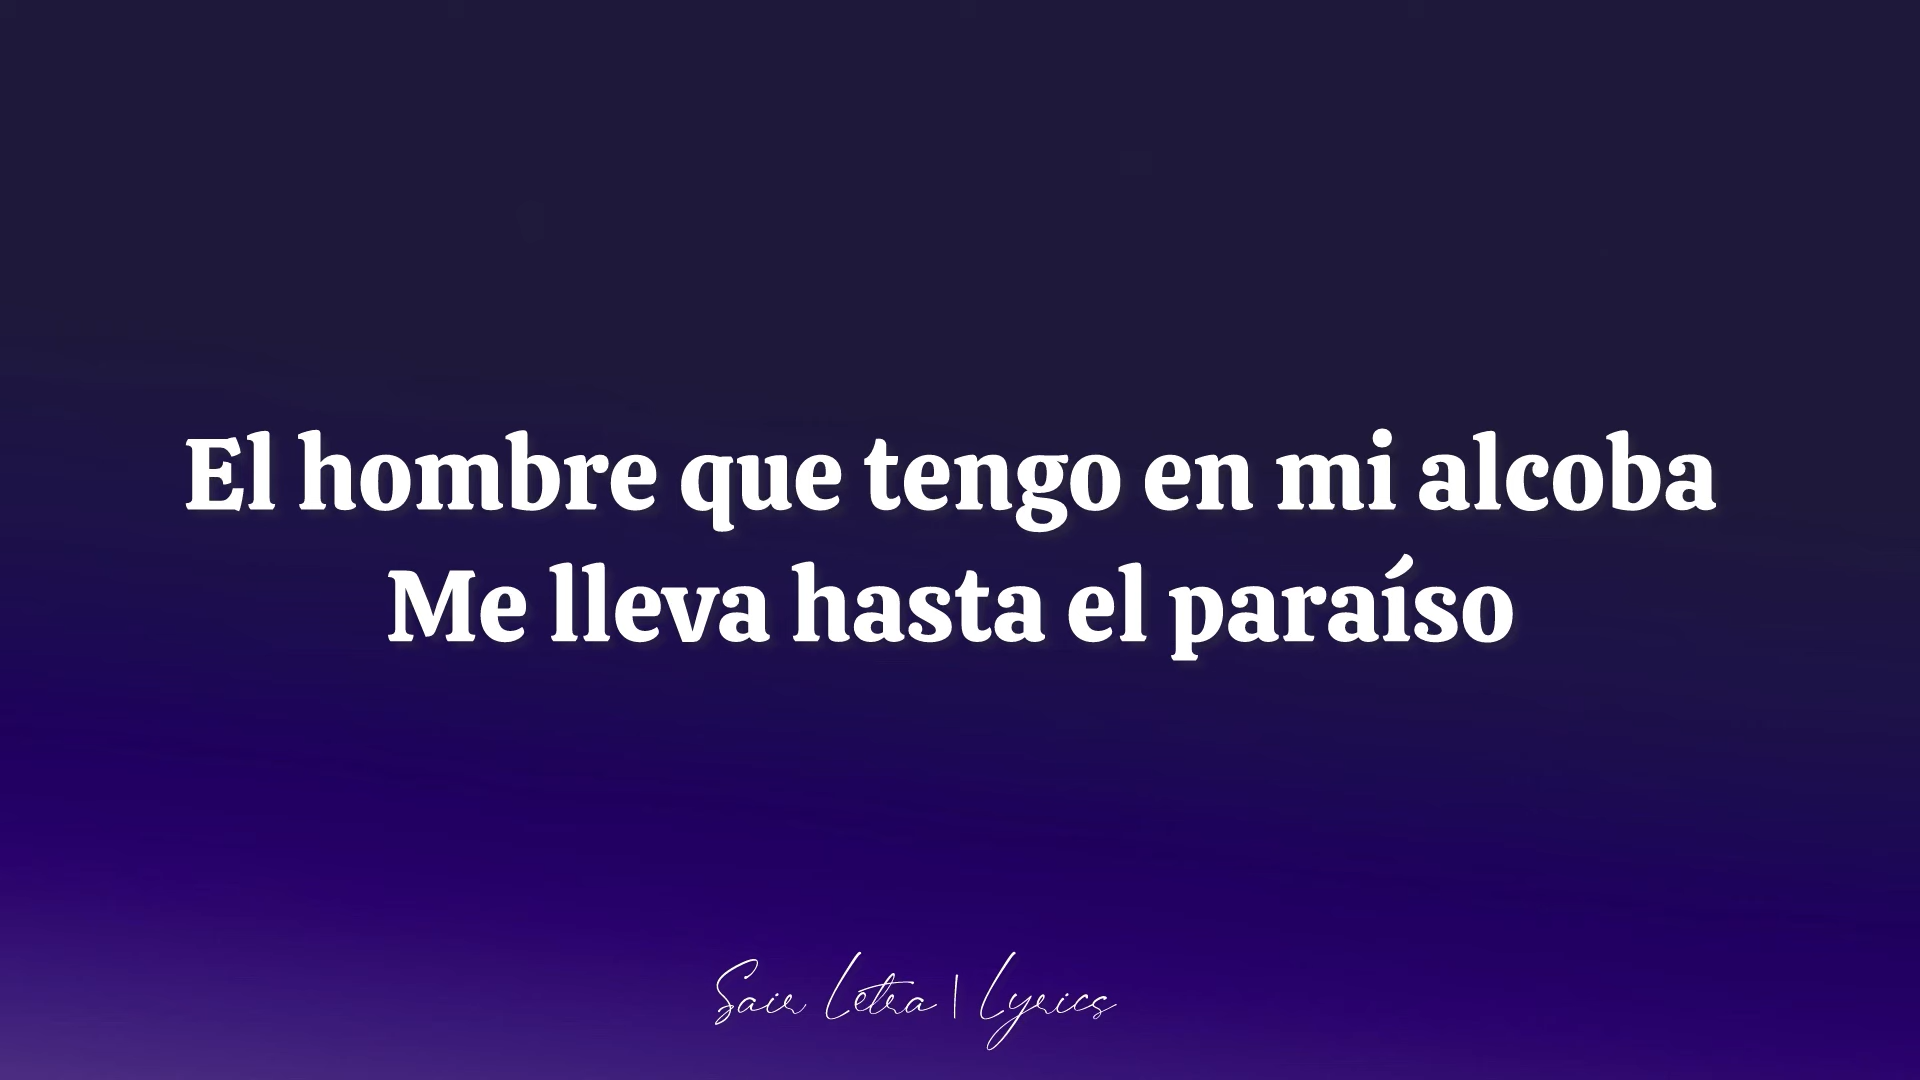 El hombre que tengo en mi alcoba
Me lleva hasta el paraíso
Sair Letra | Lyrics